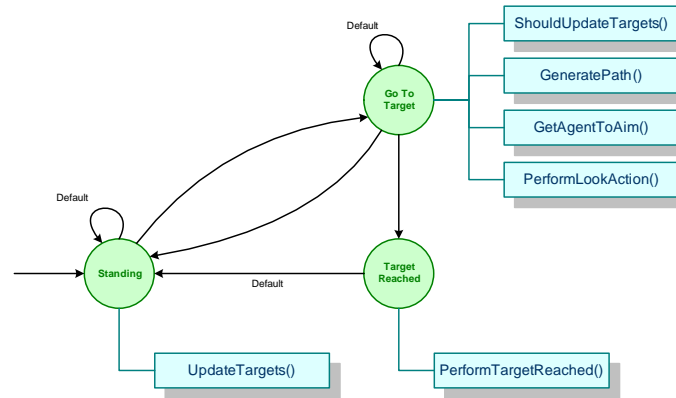 ShouldUpdateTargets()
Default
GeneratePath()
Go To
Target
GetAgentToAim()
PerformLookAction()
Default
Standing
Target
Reached
Default
UpdateTargets()
PerformTargetReached()